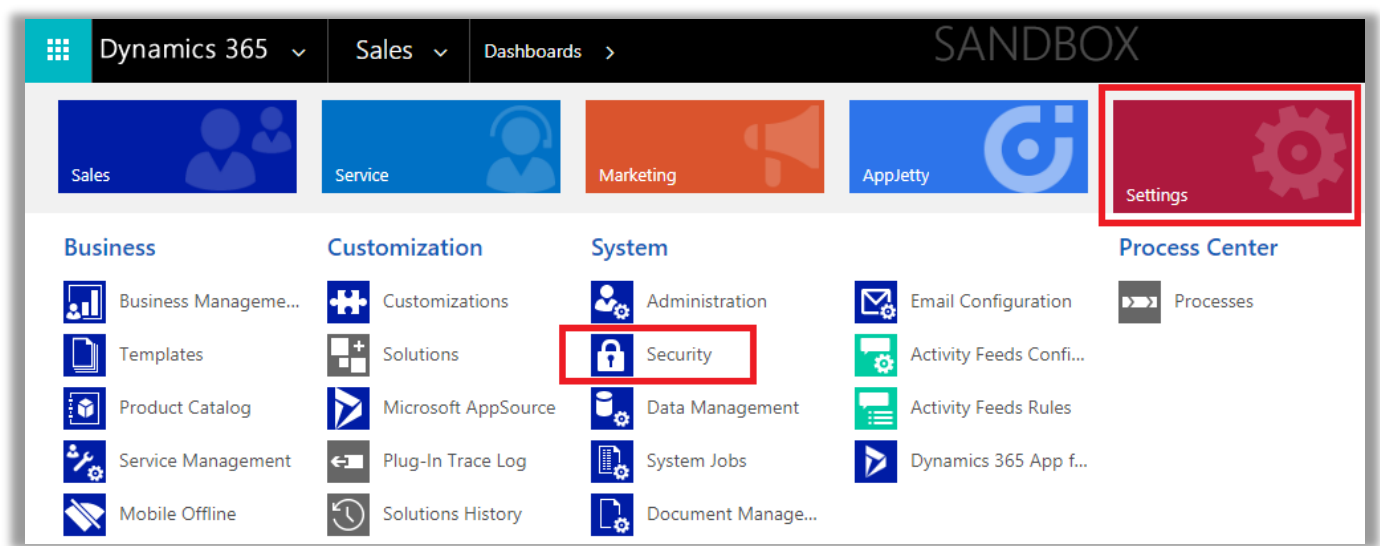 Dynamics 365 Sales Dashboards SANDBOX
Sales Service Marketing AppJetty Settings
Business Customization System Process Center
Business Manageme... Customizations Administration Email Configuration Processes
Templates Solutions Security Activity Feeds Confi...
Product Catalog Microsoft AppSource Data Management Activity Feeds Rules
Service Management Plug-In Trace Log System Jobs Dynamics 365 App f...
Mobile Offline Solutions History Document Manage...